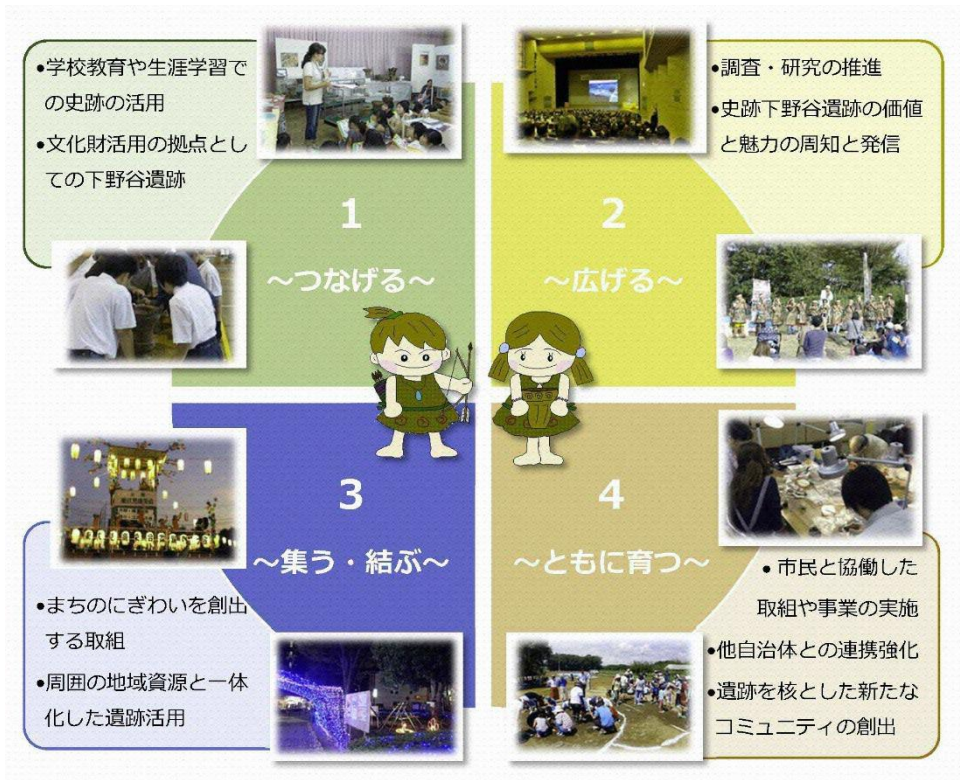 •学校教育や生涯学習で
の史跡の活用
•文化財活用の拠点とし
ての下野谷遺跡
1
～つなげる～
•調査・研究の推進
•史跡下野谷遺跡の価値
と魅力の周知と発信
2
～広げる～
3
～集う・結ぶ～
•まちのにぎわいを創出
する取組
•周囲の地域資源と一体
化した遺跡活用
4
～ともに育つ～
•市民と協働した
取組や事業の実施
•他自治体との連携強化
•遺跡を核とした新たな
コミュニティの創出